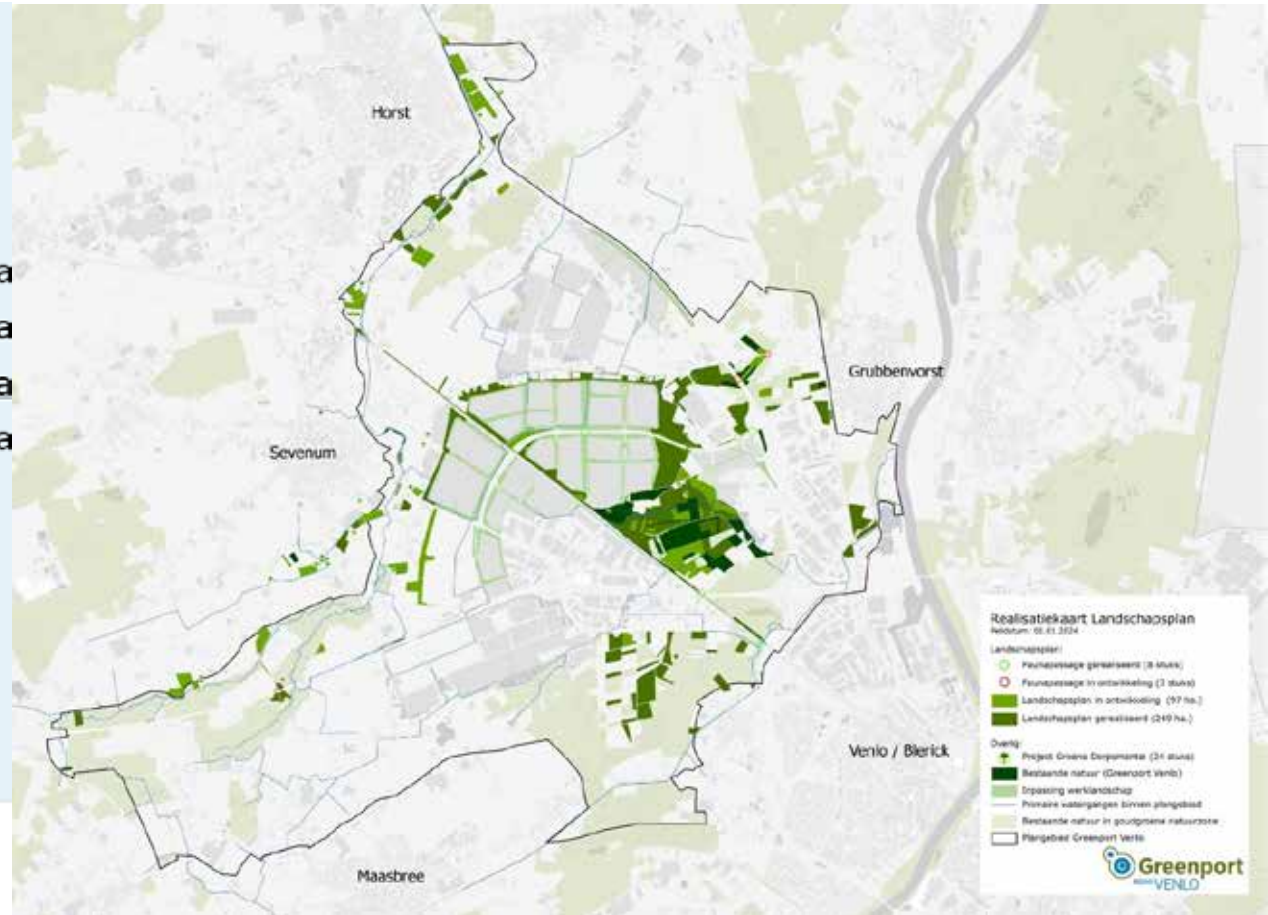 a
a
a
a
Horst
Grubbenvorst
Sevenum
Venlo / Blerick
Maasbree
Realisatiekaart Landschapsplan
Peildatum: 01.01.2024
Landschapsplan:
Faunapassage gerealiseerd (8 stuks)
Faunapassage in ontwikkeling (3 stuks)
Landschapsplan in ontwikkeling (97 ha.)
Landschapsplan gerealiseerd (249 ha.)
Overig:
Project Groene Dorpsmantel (24 stuks)
Bestaande natuur (Greenport Venlo)
Inpassing werklandschap
Primaire watergangen binnen plangebied
Bestaande natuur in goudgroene natuurzone
Plangebied Greenport Venlo
Greenport
VENLO